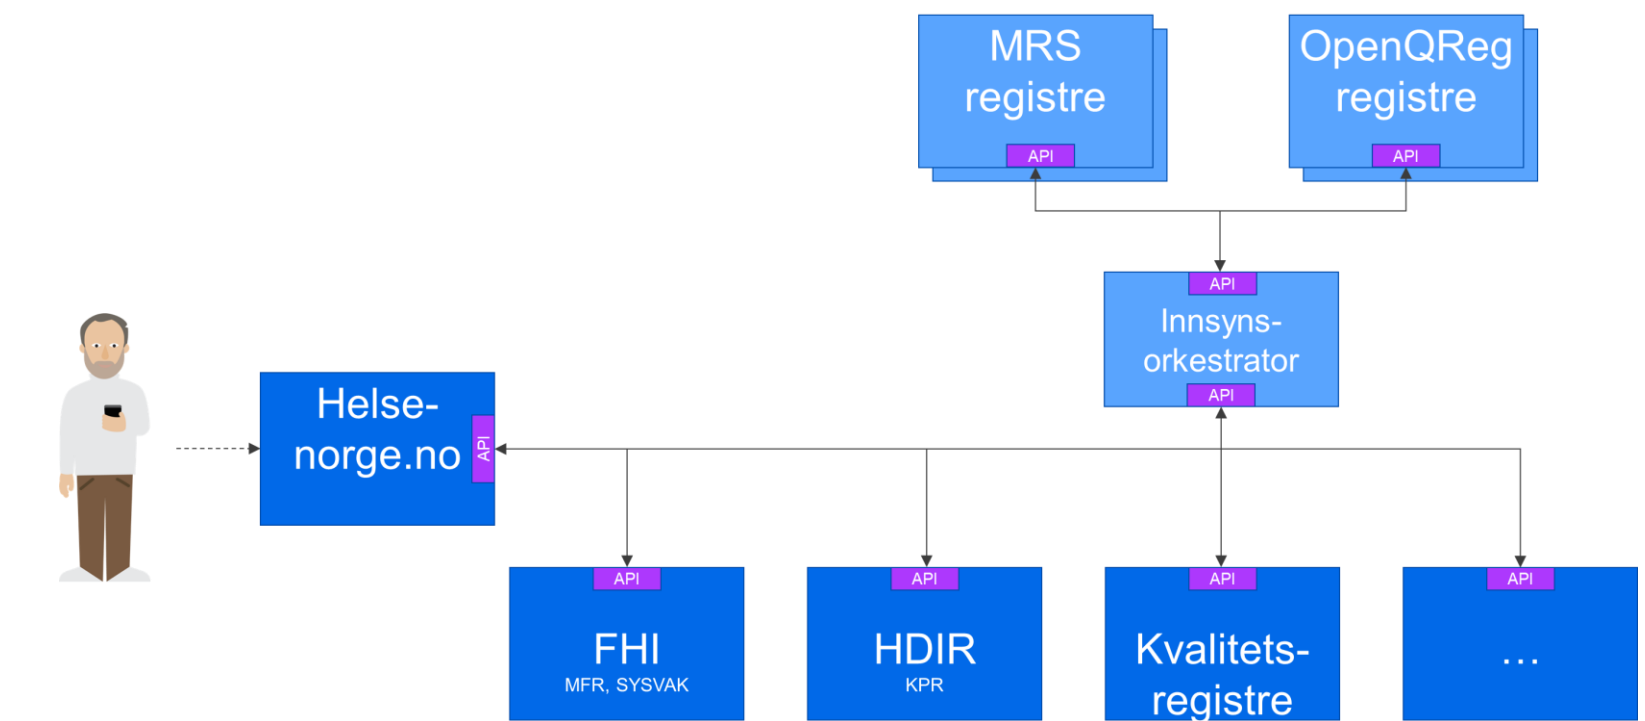 MRS
registre
API
OpenQReg
registre
API
API
Innsyns-
orkestrator
API
Helse-
norge.no
API
API
FHI
MFR, SYSVAK
API
HDIR
KPR
API
Kvalitets-
registre
API
...